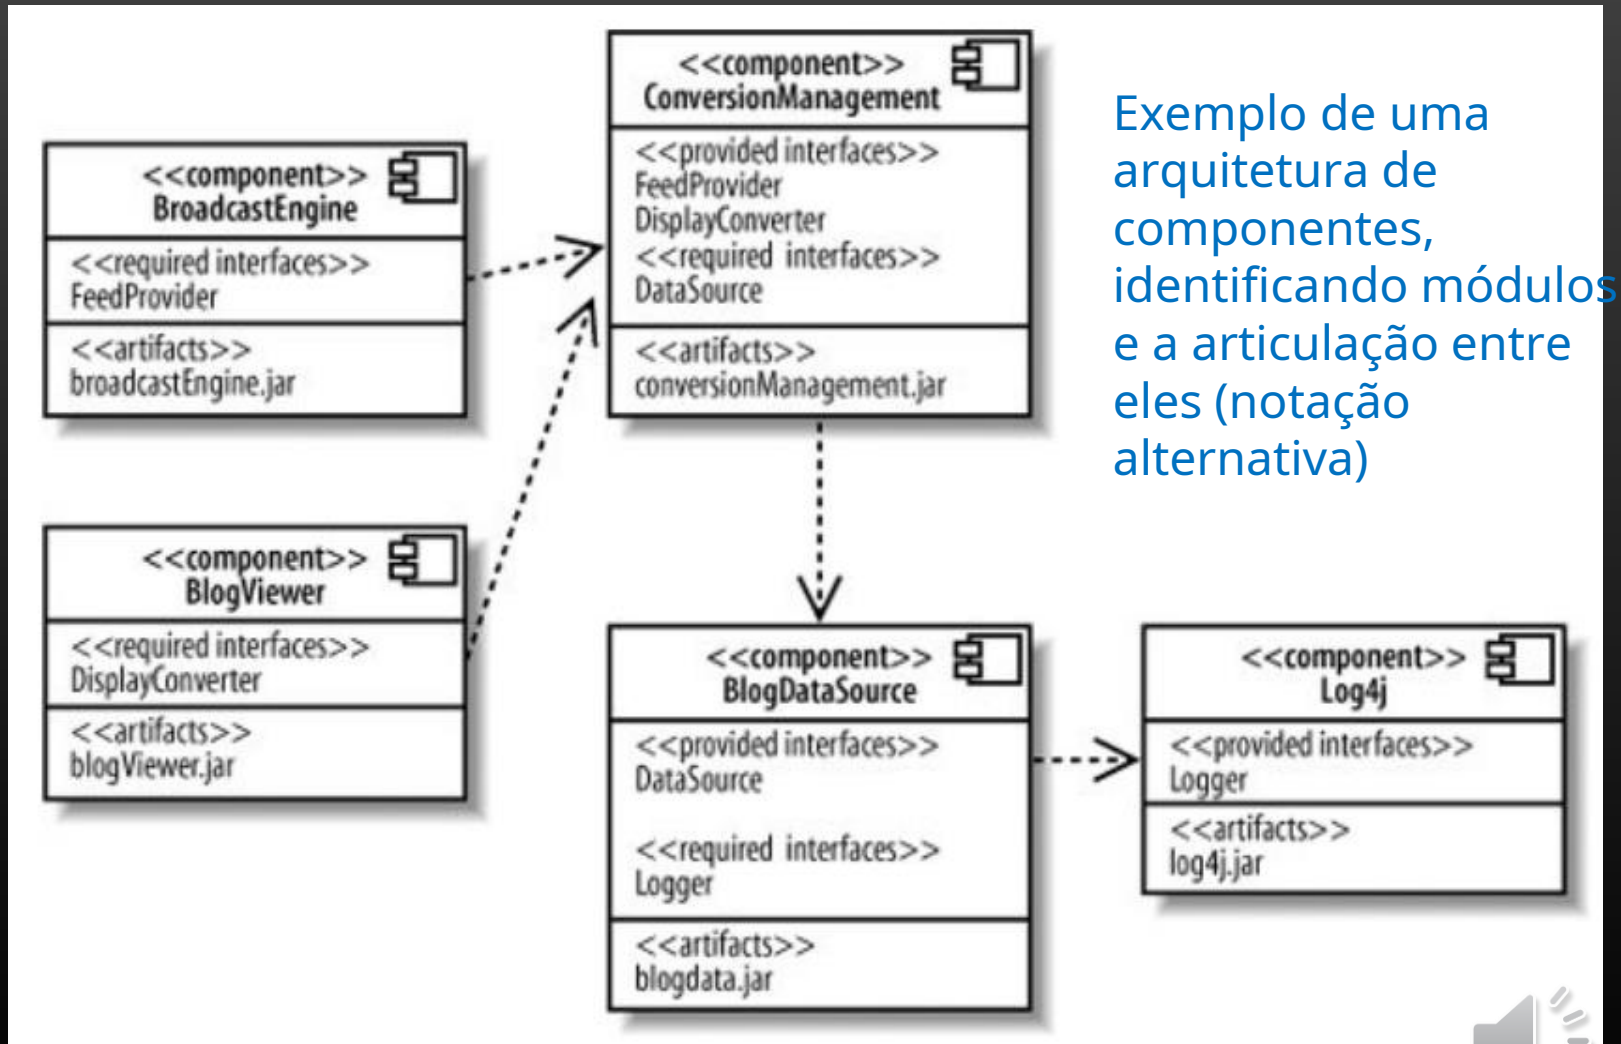 <<component>>
BroadcastEngine
<<required interfaces>>
FeedProvider
<<artifacts>>
broadcastEngine.jar
<<component>>
ConversionManagement
<<provided interfaces>>
FeedProvider
DisplayConverter
<<required interfaces>>
DataSource
<<artifacts>>
conversionManagement.jar
Exemplo de uma
arquitetura de
componentes,
identificando módulos
e a articulação entre
eles (notação
alternativa)
<<component>>
BlogViewer
<<required interfaces>>
DisplayConverter
<<artifacts>>
blogViewer.jar
<<component>>
BlogDataSource
<<provided interfaces>>
DataSource
<<required interfaces>>
Logger
<<artifacts>>
blogdata.jar
<<component>>
Log4j
<<provided interfaces>>
Logger
<<artifacts>>
log4j.jar